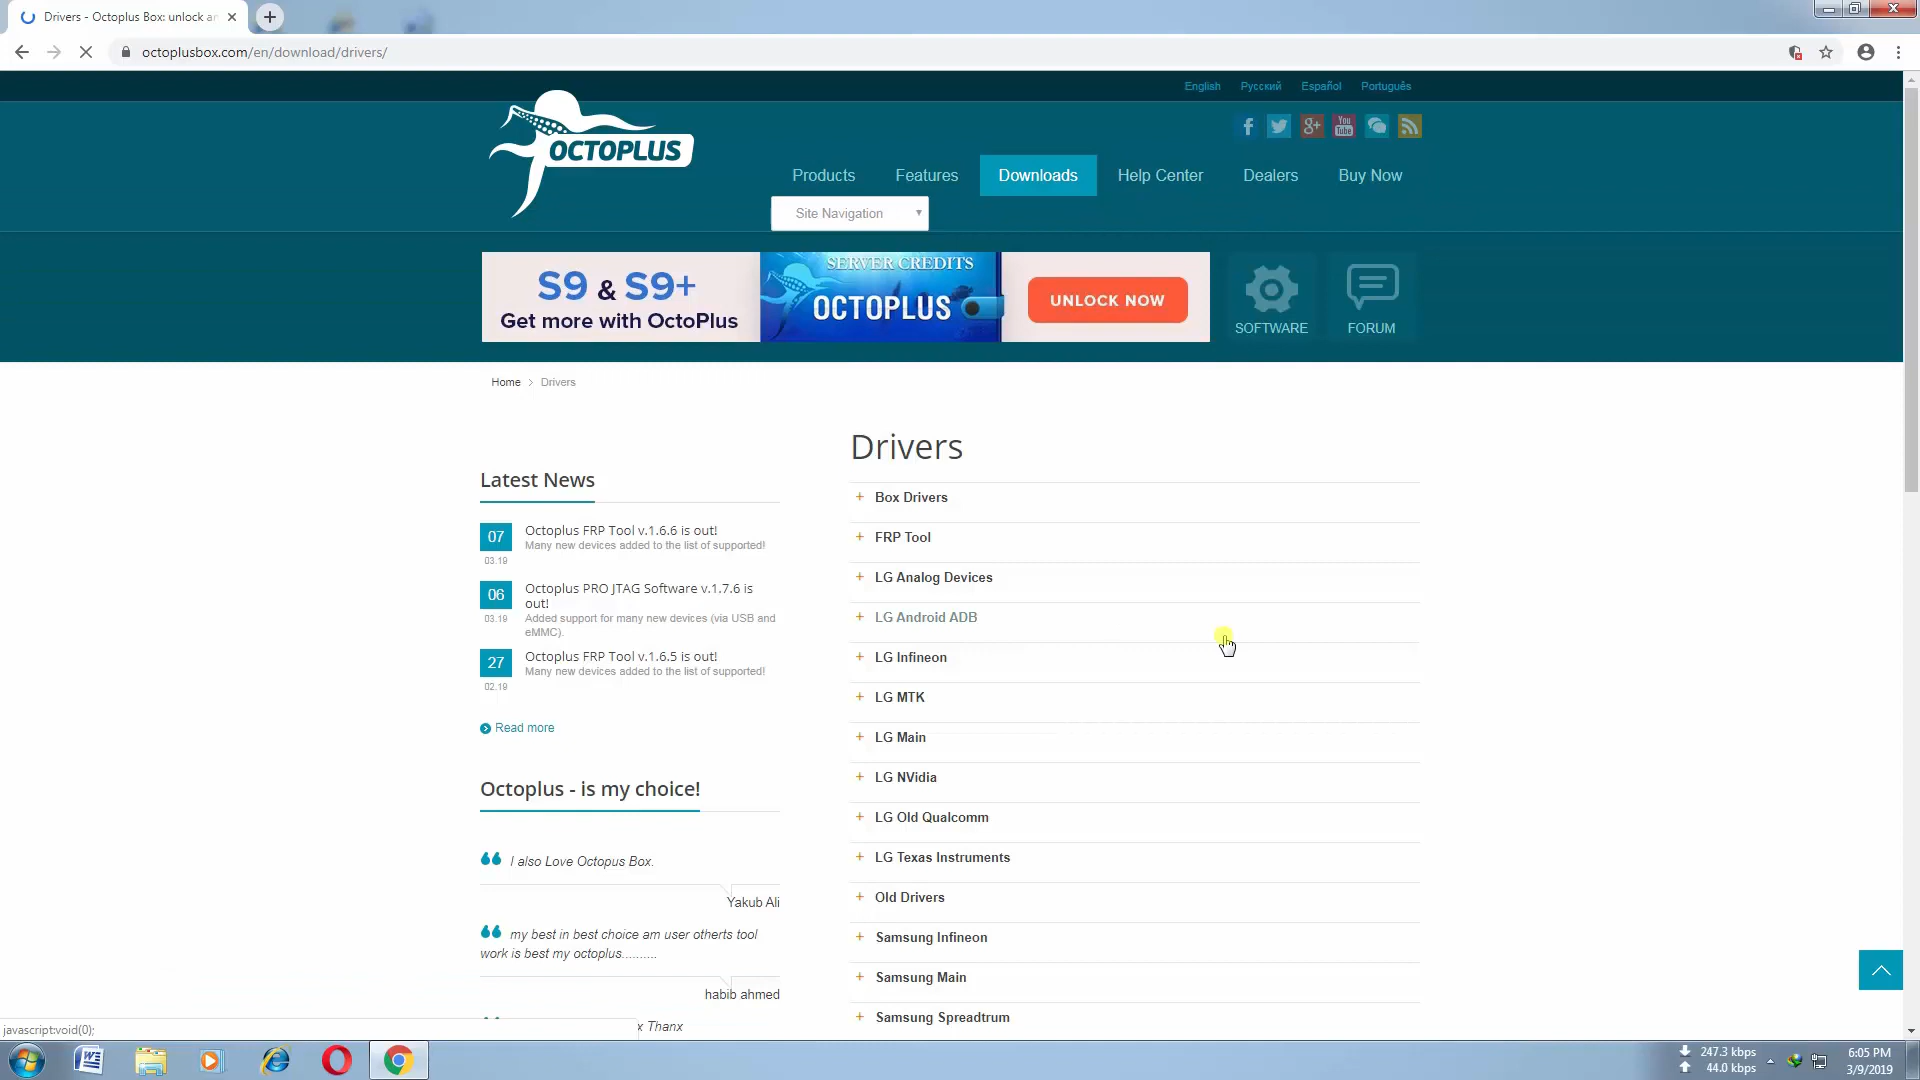 Drivers - Octoplus Box: unlock an
octoplusbox.com/en/download/drivers/
English Русский Español Português
OCTOPLUS
You Tube
Products Features Downloads Help Center Dealers Buy Now
Site Navigation
S9 & S9+
Get more with OctoPlus
SERVER CREDITS
OCTOPLUS
UNLOCK NOW
SOFTWARE
FORUM
Home > Drivers
Drivers
Box Drivers
FRP Tool
LG Analog Devices
LG Android ADB
LG Infineon
LG MTK
LG Main
LG NVidia
LG Old Qualcomm
LG Texas Instruments
Old Drivers
Samsung Infineon
Samsung Main
Samsung Spreadtrum
Latest News
07
03.19
Octoplus FRP Tool v.1.6.6 is out!
Many new devices added to the list of supported!
06
03.19
Octoplus PRO JTAG Software v.1.7.6 is
out!
Added support for many new devices (via USB and
eMMC).
27
02.19
Octoplus FRP Tool v.1.6.5 is out!
Many new devices added to the list of supported!
Read more
Octoplus - is my choice!
I also Love Octopus Box.
Yakub Ali
my best in best choice am user otherts tool
work is best my octoplus..........
habib ahmed
x Thanx
javascript:void(0);
247.3 kbps
44.0 kbps
6:05 PM
3/9/2019